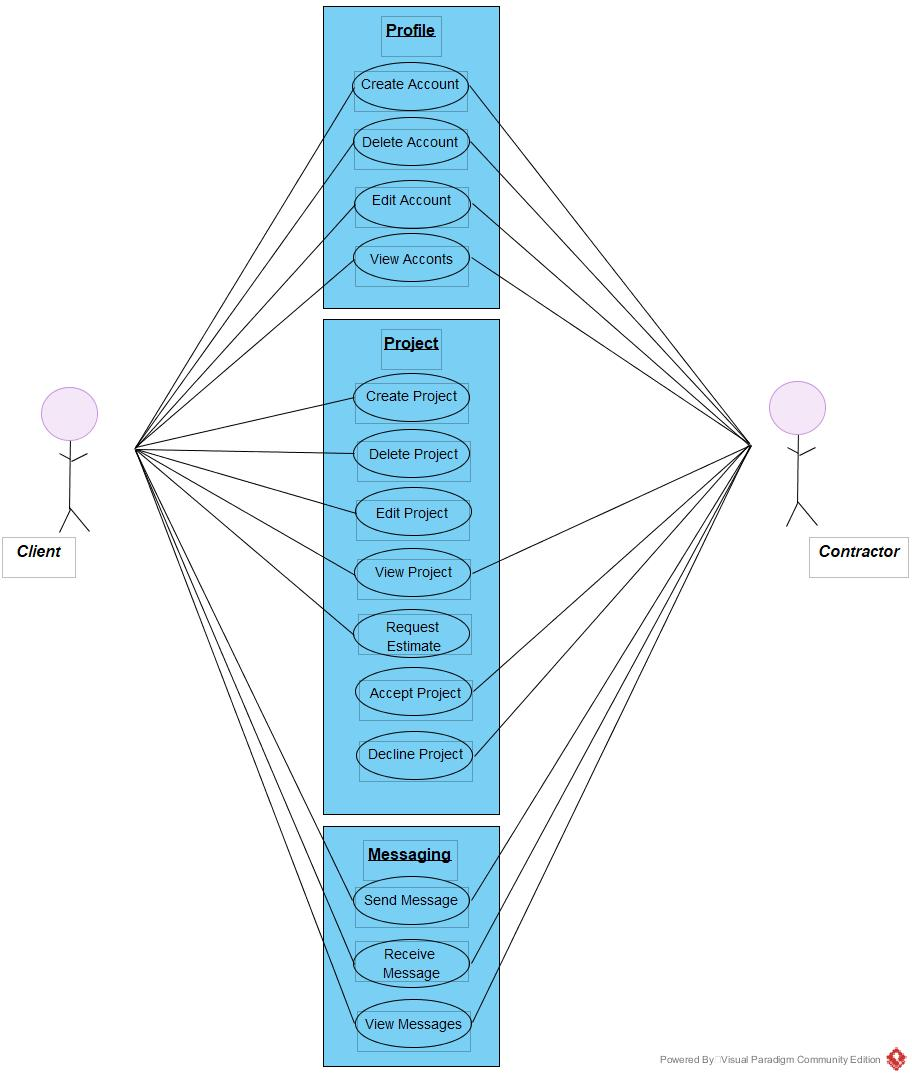 Profile
Create Account
Delete Account
Edit Account
View Acconts
Project
Create Project
Delete Project
Edit Project
View Project
Request
Estimate
Accept Project
Decline Project
Client
Contractor
Messaging
Send Message
Receive
Message
View Messages
Powered By Visual Paradigm Community Edition